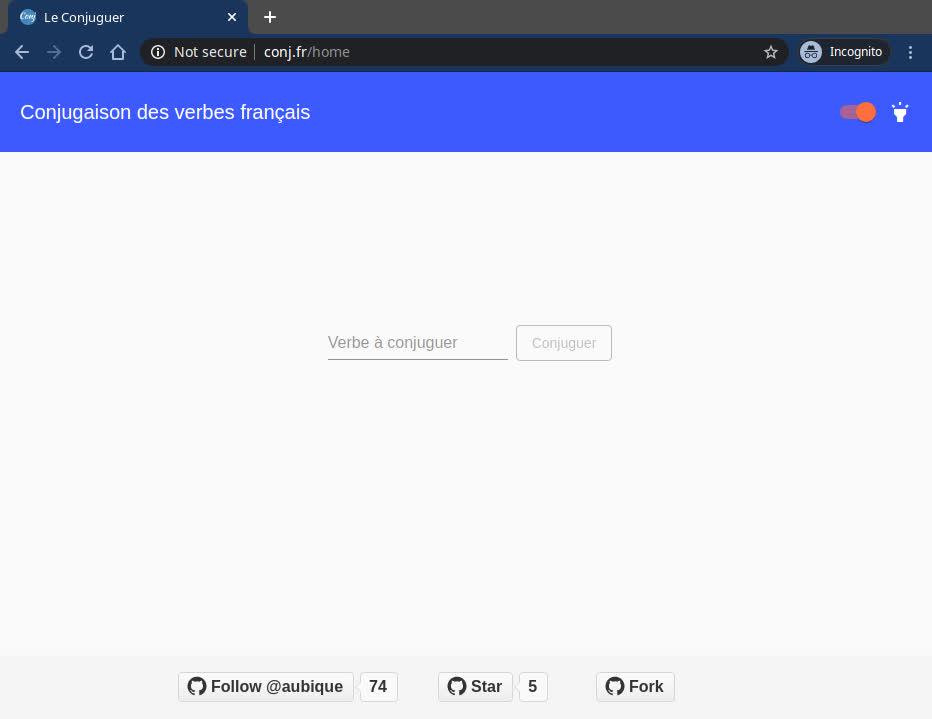 Conj Le Conjuguer
Not secure conj.fr/home Incognito
Conjugaison des verbes français
Verbe à conjuguer Conjuguer
Follow @aubique 74 Star 5 Fork